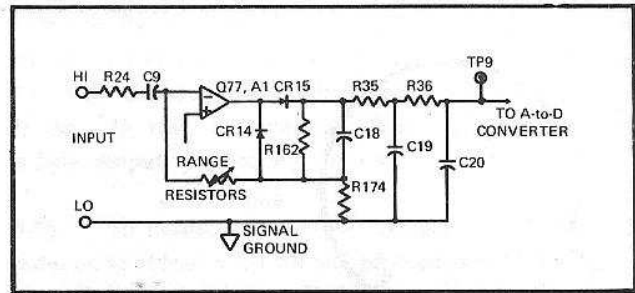 TP9
HI
R24
C9
Q77, A1
CR15
R35
R36
TO A-to-D
CONVERTER
+
INPUT
CR14
R162
C18
C19
C20
RANGE
RESISTORS
R174
LO
SIGNAL
GROUND